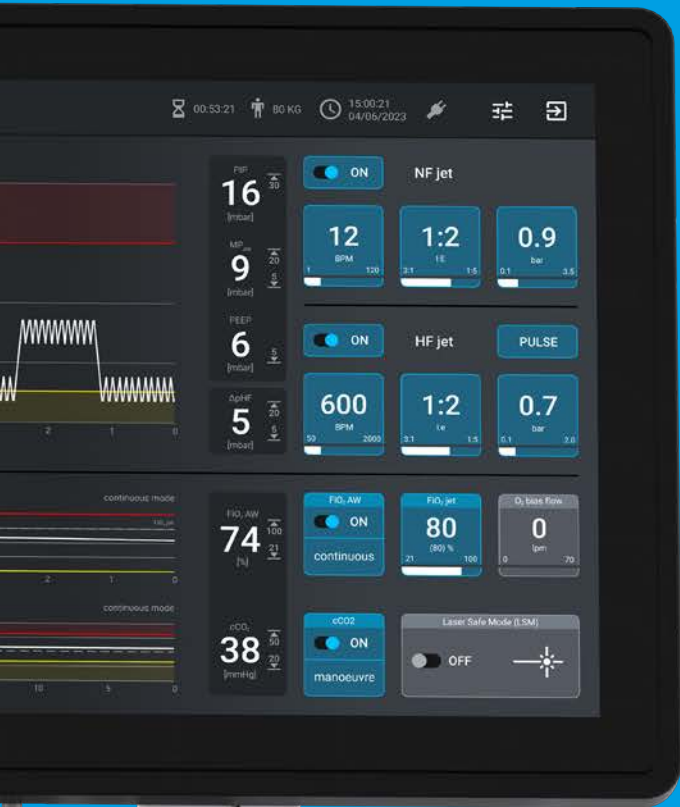 00:53:21
80 KG
15:00:21
04/06/2023
PIP
16
30
[mbar]
ON
NF jet
12
BPM
1
120
1:2
I:E
3:1
1:5
0.9
bar
0.1
3.5
9
20
5
[mbar]
PEEP
6
5
[mbar]
ON
HF jet
PULSE
ΔpHF
5
20
5
[mbar]
600
BPM
50
2000
1:2
i:e
3:1
1:5
0.7
bar
0.1
2.0
2
1
0
continuous mode
FiO₂ AW
74
100
21
[%]
FiO₂ AW
ON
continuous
FiO₂ jet
80
(80) %
21
100
O₂ bias flow
0
lpm
0
70
2
1
0
continuous mode
cCO₂
38
50
20
[mmHg]
cCO2
ON
manoeuvre
Laser Safe Mode (LSM)
OFF
10
5
0